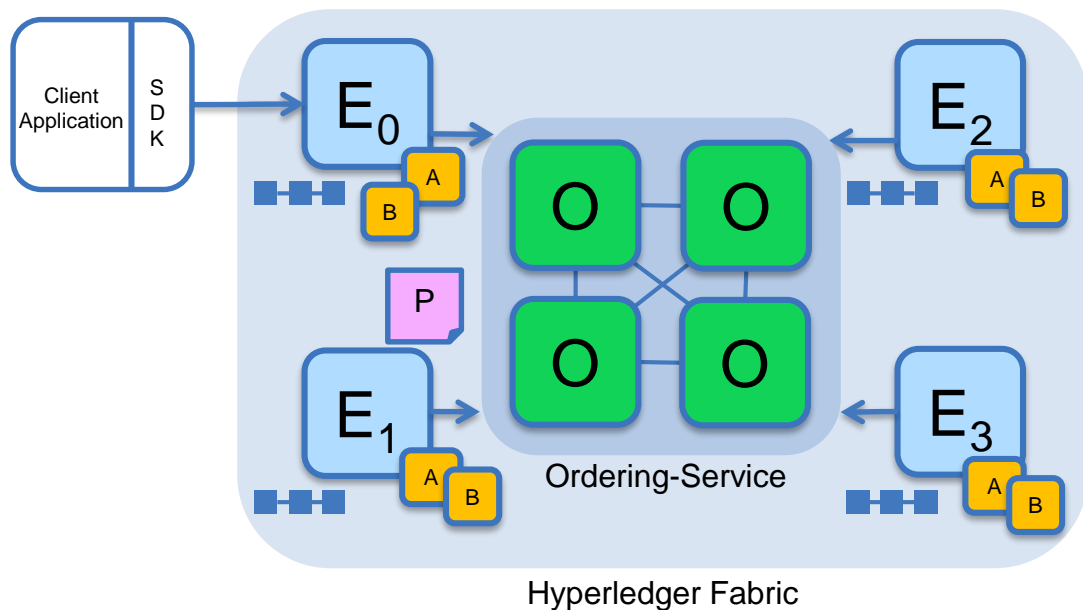 Client
Application
S
D
K
E0
A
B
E2
A
B
O
O
P
O
O
E1
A
B
E3
A
B
Ordering-Service
Hyperledger Fabric